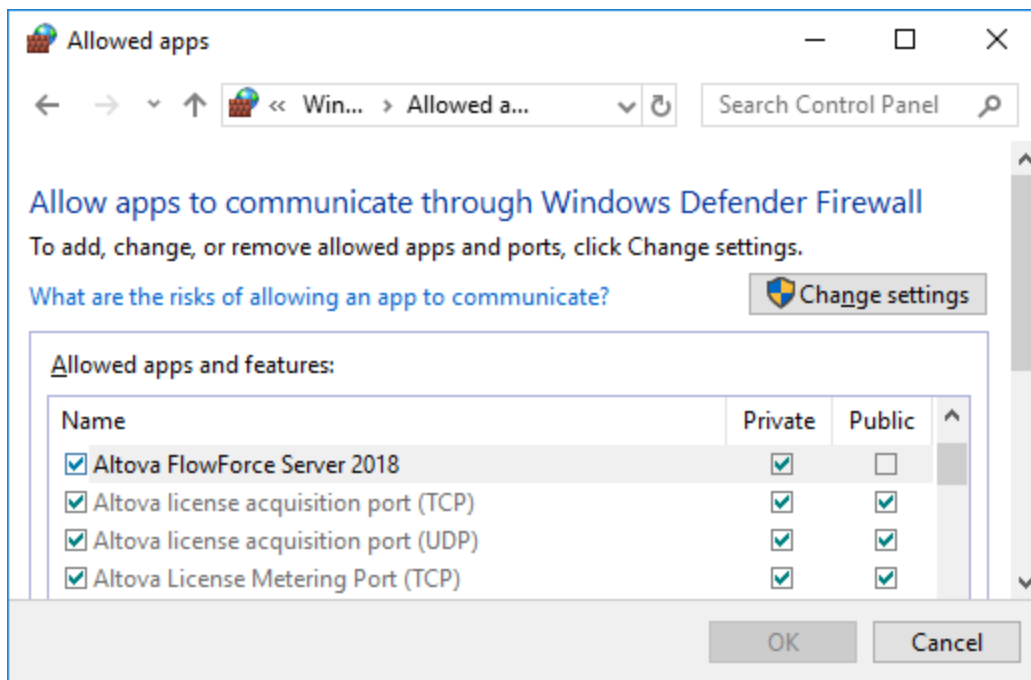 Allowed apps
« Win... > Allowed a...
Search Control Panel
Allow apps to communicate through Windows Defender Firewall
To add, change, or remove allowed apps and ports, click Change settings.
What are the risks of allowing an app to communicate?
Change settings
Allowed apps and features:
Name Private Public
Altova FlowForce Server 2018
Altova license acquisition port (TCP)
Altova license acquisition port (UDP)
Altova License Metering Port (TCP)
OK Cancel